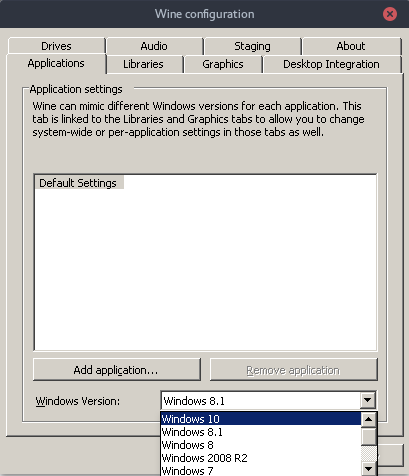 Wine configuration
Drives Audio Staging About
Applications Libraries Graphics Desktop Integration
Application settings
Wine can mimic different Windows versions for each application. This
tab is linked to the Libraries and Graphics tabs to allow you to change
system-wide or per-application settings in those tabs as well.
Default Settings
Add application... Remove application
Windows Version: Windows 8.1
Windows 10
Windows 8.1
Windows 8
Windows 2008 R2
Windows 7